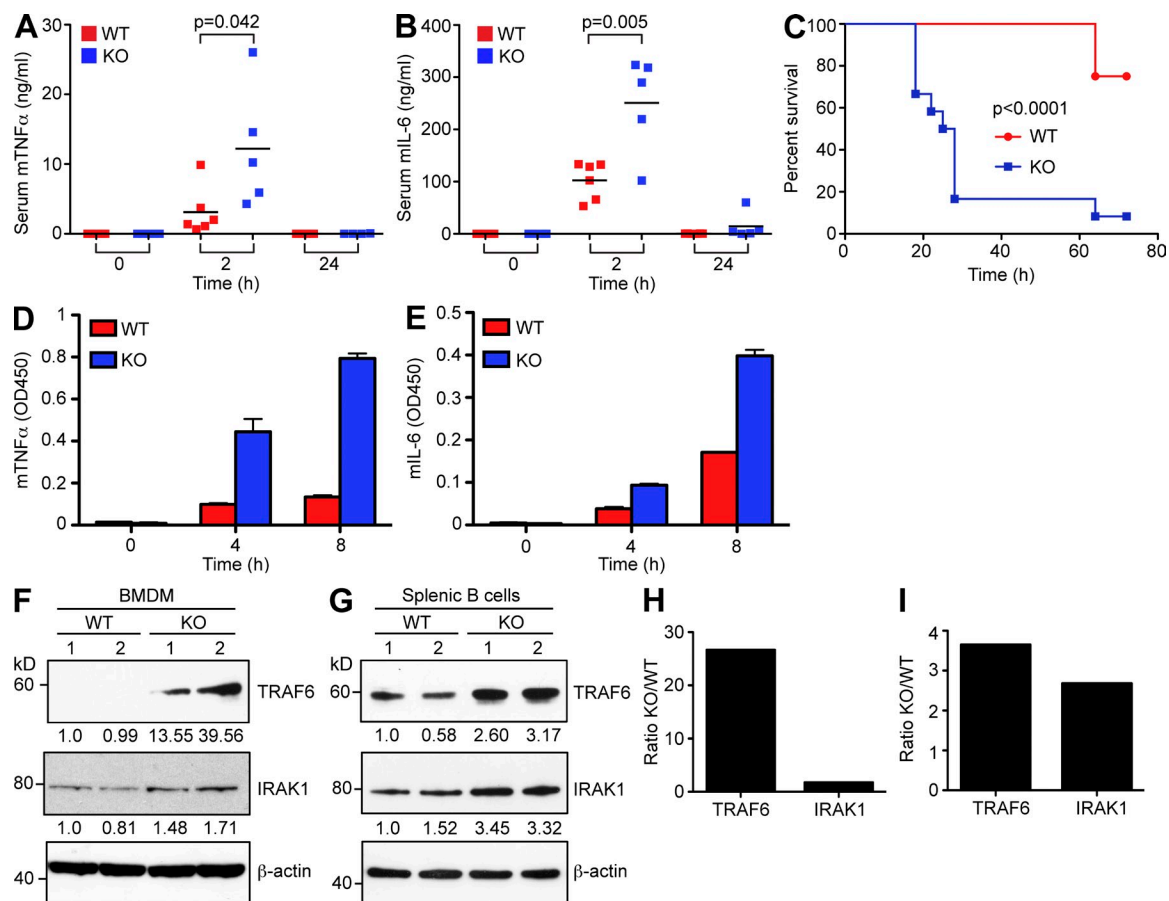 A
Serum mTNFα (ng/ml)
30
20
10
0
WT
KO
p=0.042
0 2 24
Time (h)
B
Serum mIL-6 (ng/ml)
400
300
200
100
0
WT
KO
p=0.005
0 2 24
Time (h)
C
Percent survival
100
80
60
40
20
0
p<0.0001
WT
KO
0 20 40 60 80
Time (h)
D
mTNFα (OD450)
1
0.8
0.6
0.4
0.2
0
WT
KO
0 4 8
Time (h)
E
mIL-6 (OD450)
0.4
0.3
0.2
0.1
0
WT
KO
0 4 8
Time (h)
F
BMDM
WT KO
1 2 1 2
kD
60
TRAF6
1.0 0.99 13.55 39.56
80
IRAK1
1.0 0.81 1.48 1.71
40
β-actin
G
Splenic B cells
WT KO
1 2 1 2
kD
60
TRAF6
1.0 0.58 2.60 3.17
80
IRAK1
1.0 1.52 3.45 3.32
40
β-actin
H
Ratio KO/WT
30
20
10
0
TRAF6 IRAK1
I
Ratio KO/WT
4
3
2
1
0
TRAF6 IRAK1